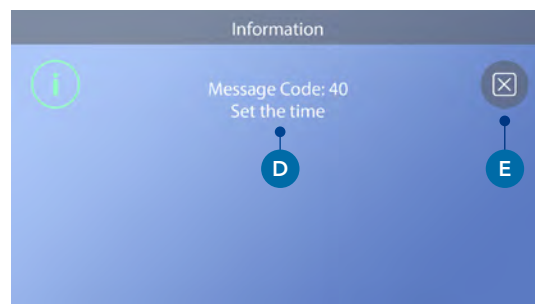 Information
Message Code: 40
Set the time
D
E